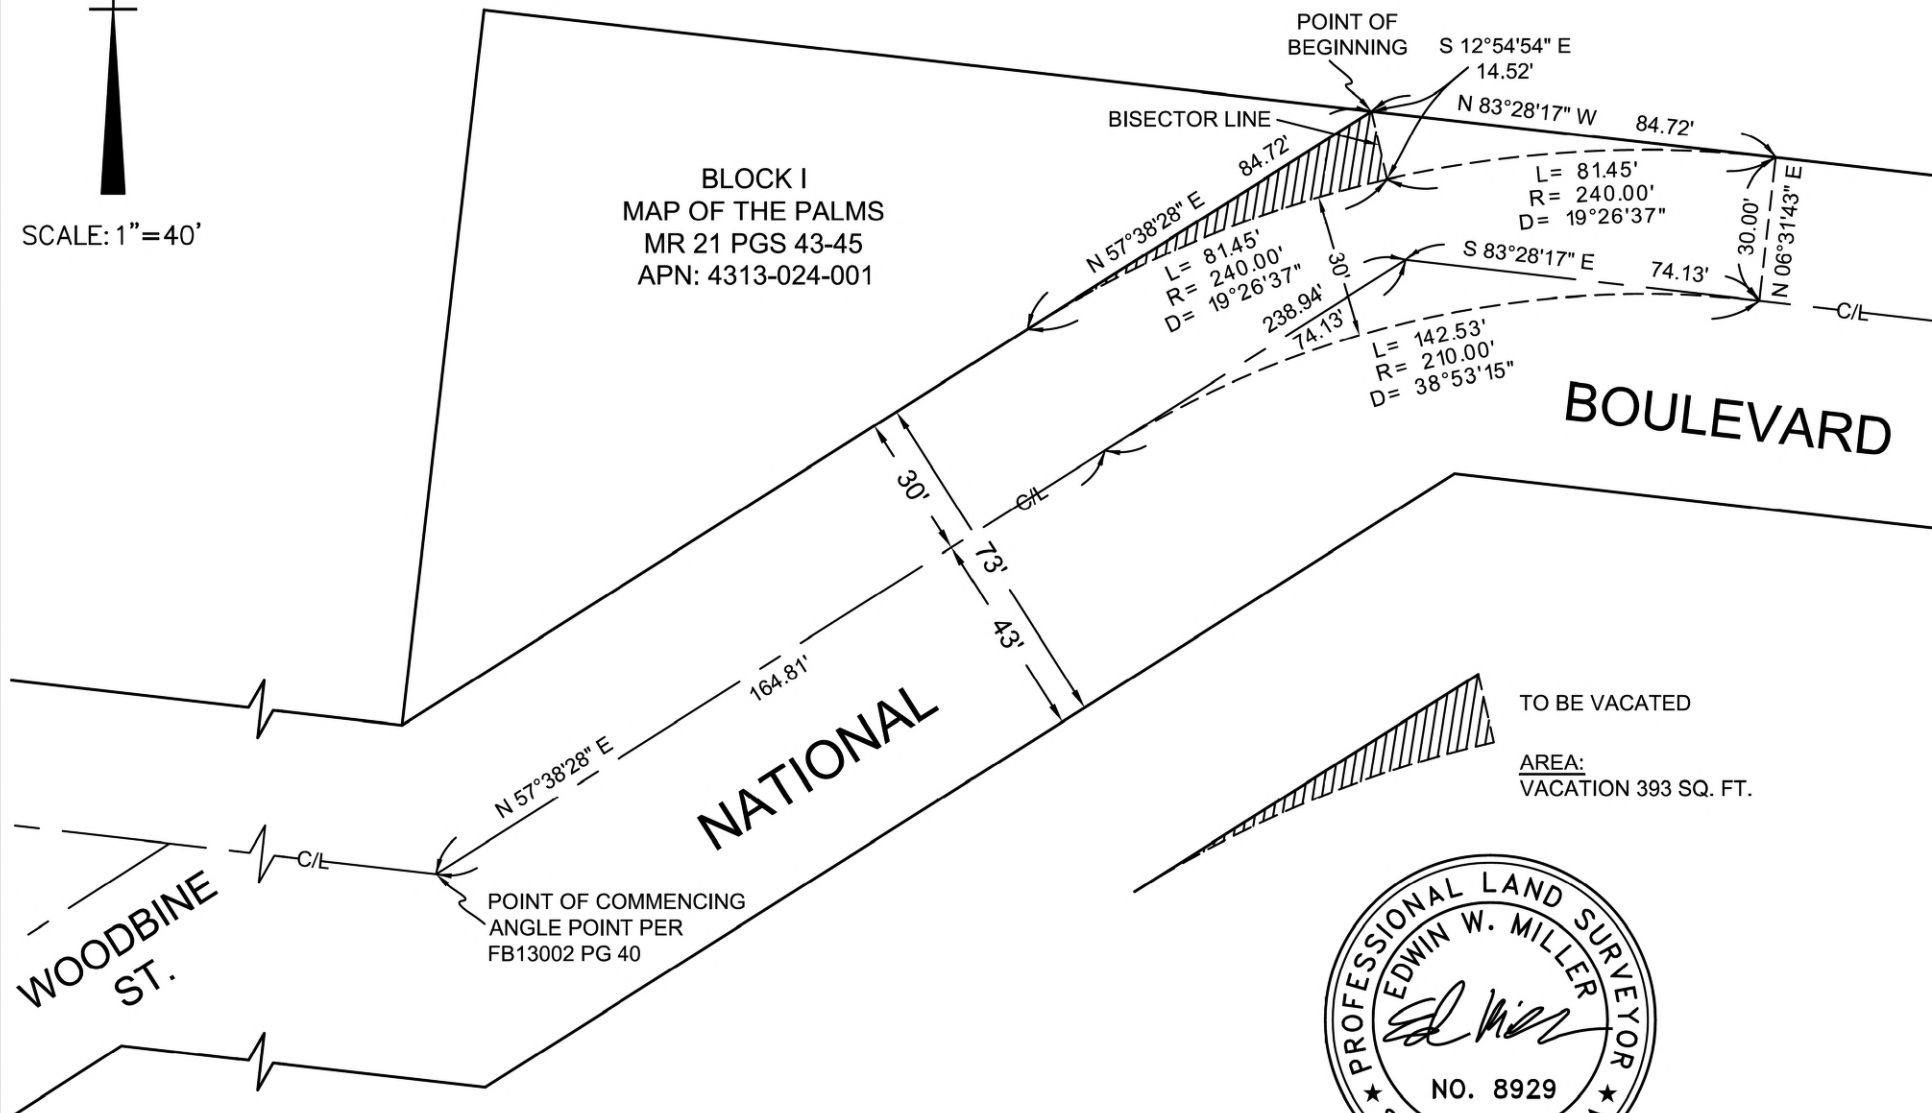 POINT OF
BEGINNING
S 12°54'54" E
14.52'
BISECTOR LINE
N 83°28'17" W 84.72'
SCALE: 1"=40'
BLOCK I
MAP OF THE PALMS
MR 21 PGS 43-45
APN: 4313-024-001
N 57°38'28" E 84.72'
L= 81.45'
R= 240.00'
D= 19°26'37"
L= 81.45'
R= 240.00'
D= 19°26'37"
30.00'
N 06°31'43" E
S 83°28'17" E 74.13'
30'
238.94'
74.13'
C/L
L= 142.53'
R= 210.00'
D= 38°53'15"
BOULEVARD
30'
C/L
73'
43'
164.81'
N 57°38'28" E
NATIONAL
TO BE VACATED
AREA:
VACATION 393 SQ. FT.
C/L
POINT OF COMMENCING
ANGLE POINT PER
FB13002 PG 40
WOODBINE
ST.
PROFESSIONAL LAND SURVEYOR
EDWIN W. MILLER
Ed Miller
NO. 8929